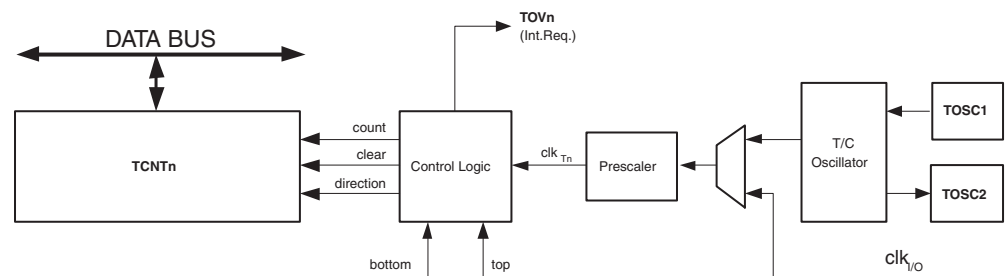 TOVn
(Int.Req.)
DATA BUS
TCNTn
count
clear
direction
Control Logic
clk Tn
Prescaler
T/C
Oscillator
TOSC1
TOSC2
bottom
top
clkI/O